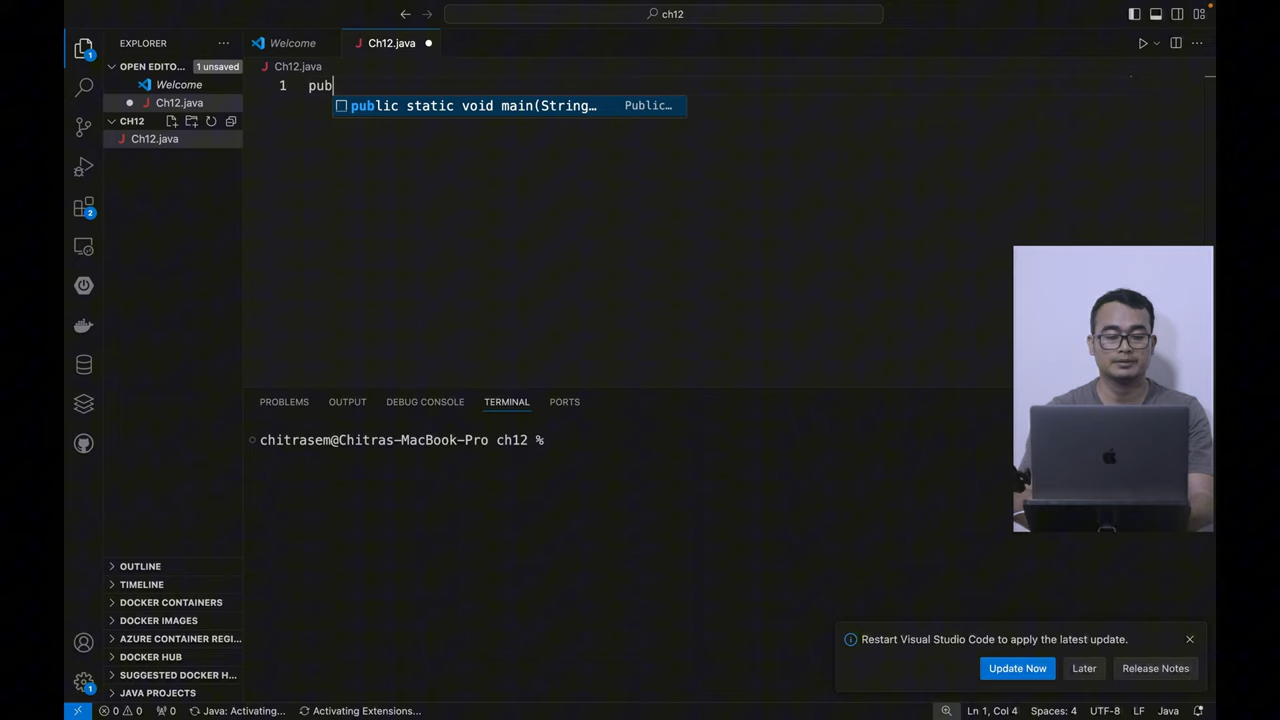 ch12
EXPLORER
Welcome
Ch12.java
OPEN EDITO...
1 unsaved
Ch12.java
Welcome
1
pub
Ch12.java
public static void main(String…
Public…
CH12
Ch12.java
PROBLEMS
OUTPUT
DEBUG CONSOLE
TERMINAL
PORTS
chitrasem@Chitras-MacBook-Pro ch12 %
OUTLINE
TIMELINE
DOCKER CONTAINERS
DOCKER IMAGES
AZURE CONTAINER REGI...
DOCKER HUB
SUGGESTED DOCKER H...
JAVA PROJECTS
Restart Visual Studio Code to apply the latest update.
Update Now
Later
Release Notes
1
2
1
0 0
0
Java: Activating...
Activating Extensions...
Ln 1, Col 4
Spaces: 4
UTF-8
LF
Java